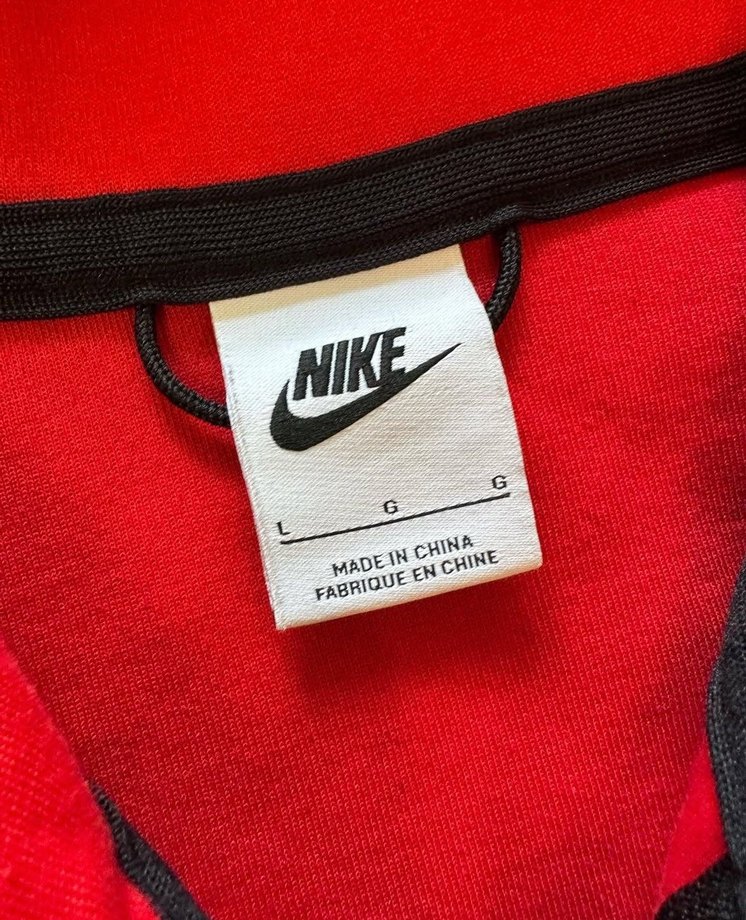 NIKE
L G G
MADE IN CHINA
FABRIQUE EN CHINE